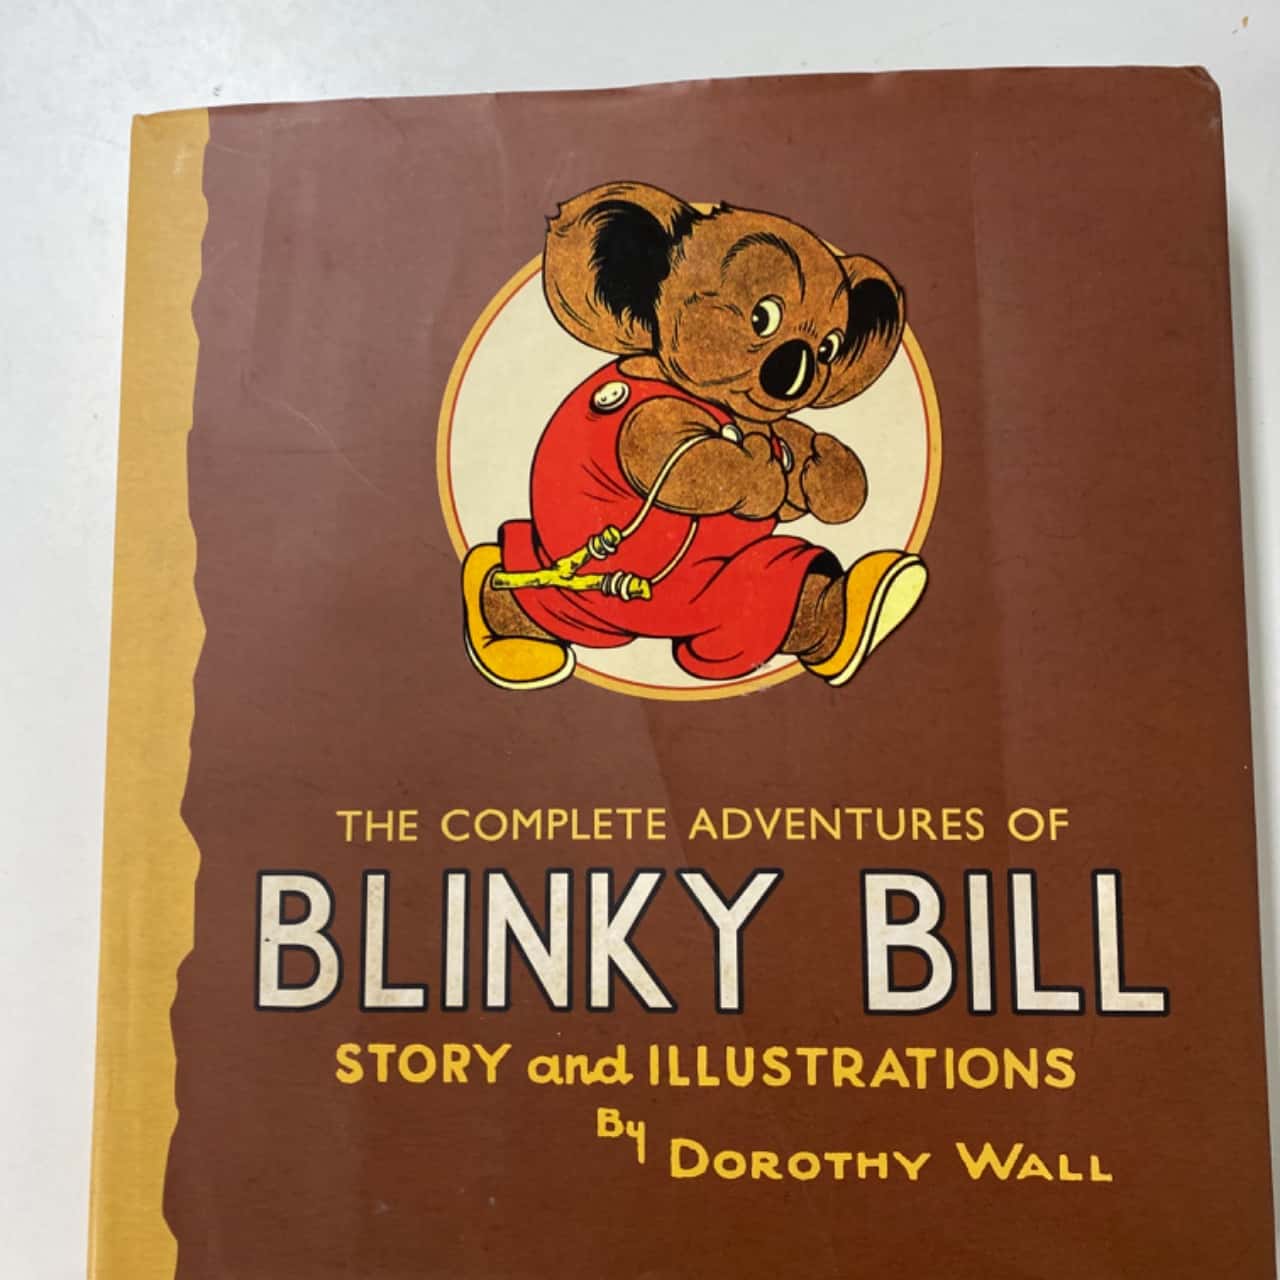 THE COMPLETE ADVENTURES OF
BLINKY BILL
STORY and ILLUSTRATIONS
By
DOROTHY WALL